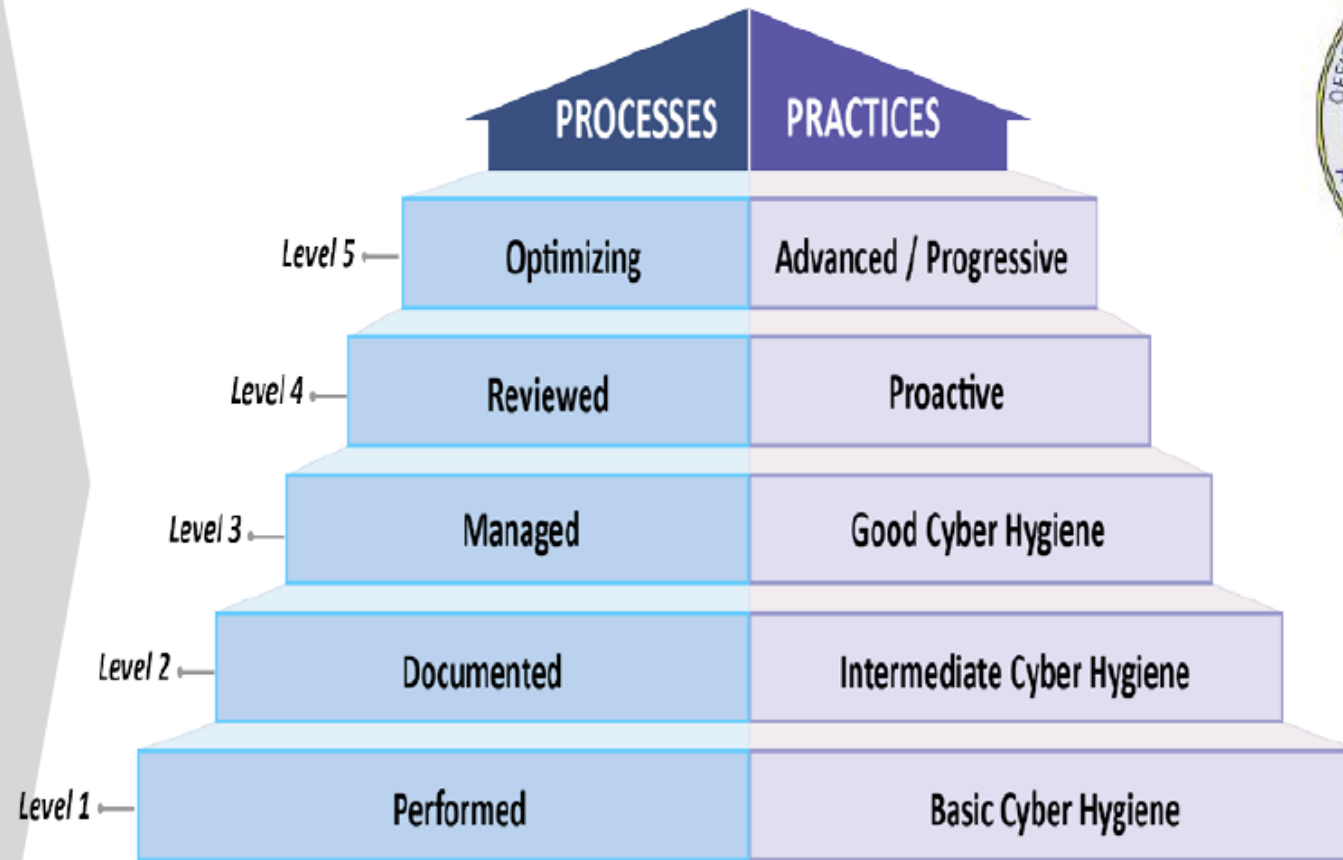 PROCESSES PRACTICES
Level 5 Optimizing Advanced / Progressive
Level 4 Reviewed Proactive
Level 3 Managed Good Cyber Hygiene
Level 2 Documented Intermediate Cyber Hygiene
Level 1 Performed Basic Cyber Hygiene